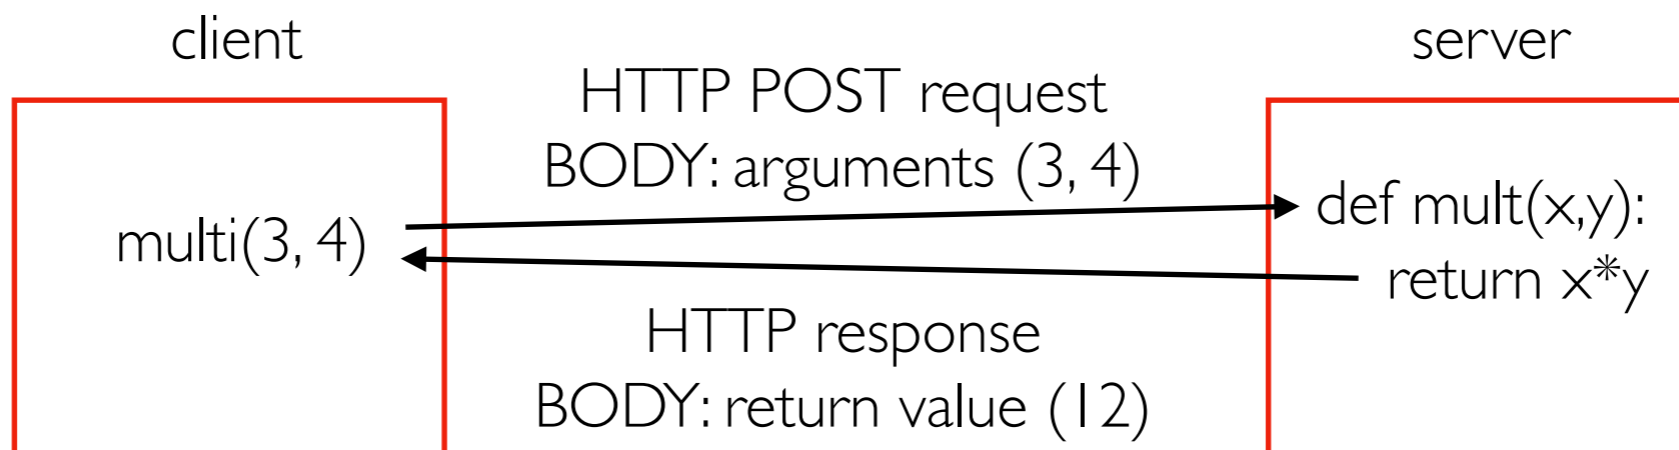 client
server
HTTP POST request
BODY: arguments (3, 4)
multi(3, 4)
def mult(x,y):
return x*y
HTTP response
BODY: return value (12)